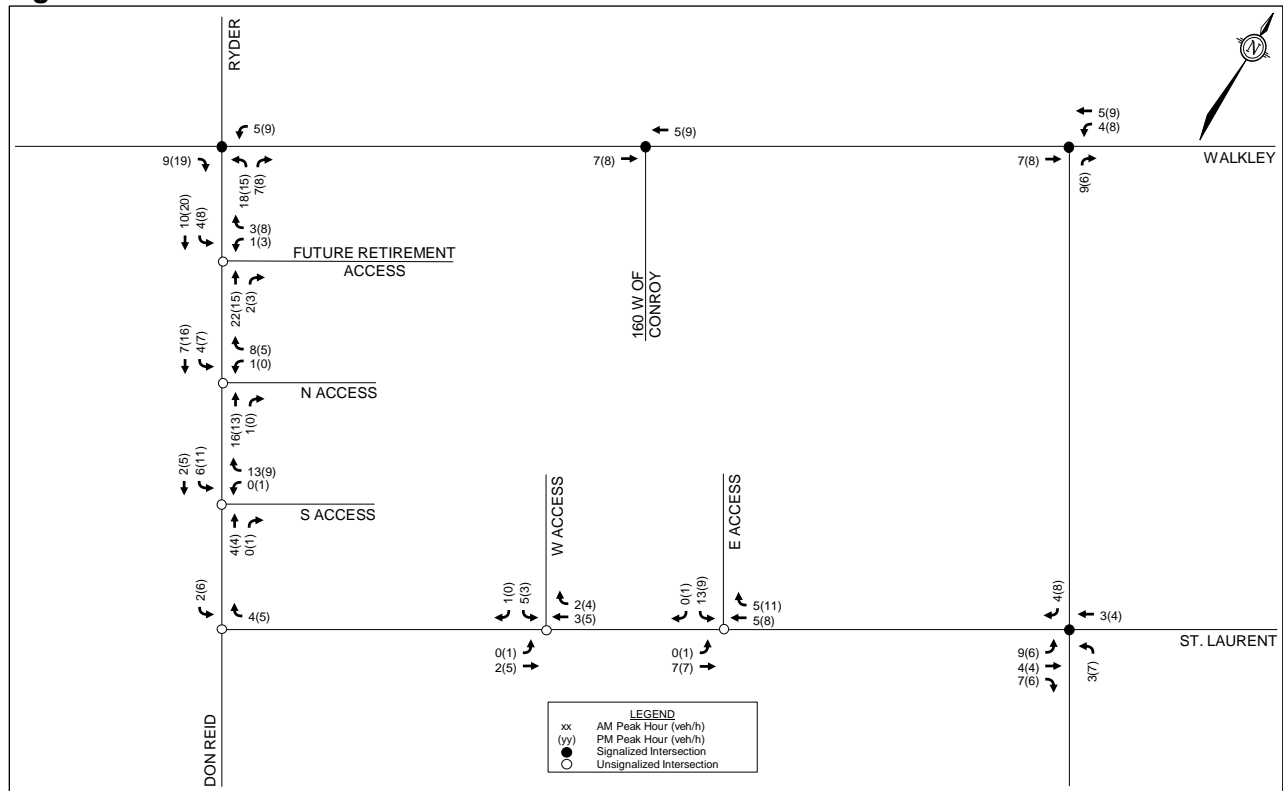 RYDER
N
5(9)
9(19)
18(15)
7(8)
5(9)
7(8)
5(9)
4(8)
7(8)
9(6)
WALKLEY
10(20)
4(8)
3(8)
1(3)
FUTURE RETIREMENT
ACCESS
22(15)
2(3)
160 W OF
CONROY
7(16)
4(7)
8(5)
1(0)
N ACCESS
16(13)
1(0)
2(5)
6(11)
13(9)
0(1)
S ACCESS
4(4)
0(1)
W ACCESS
E ACCESS
2(6)
4(5)
1(0)
5(3)
2(4)
3(5)
0(1)
2(5)
0(1)
13(9)
5(11)
5(8)
0(1)
7(7)
4(8)
3(4)
ST. LAURENT
9(6)
4(4)
7(6)
3(7)
DON REID
LEGEND
xx AM Peak Hour (veh/h)
(yy) PM Peak Hour (veh/h)
Signalized Intersection
Unsignalized Intersection